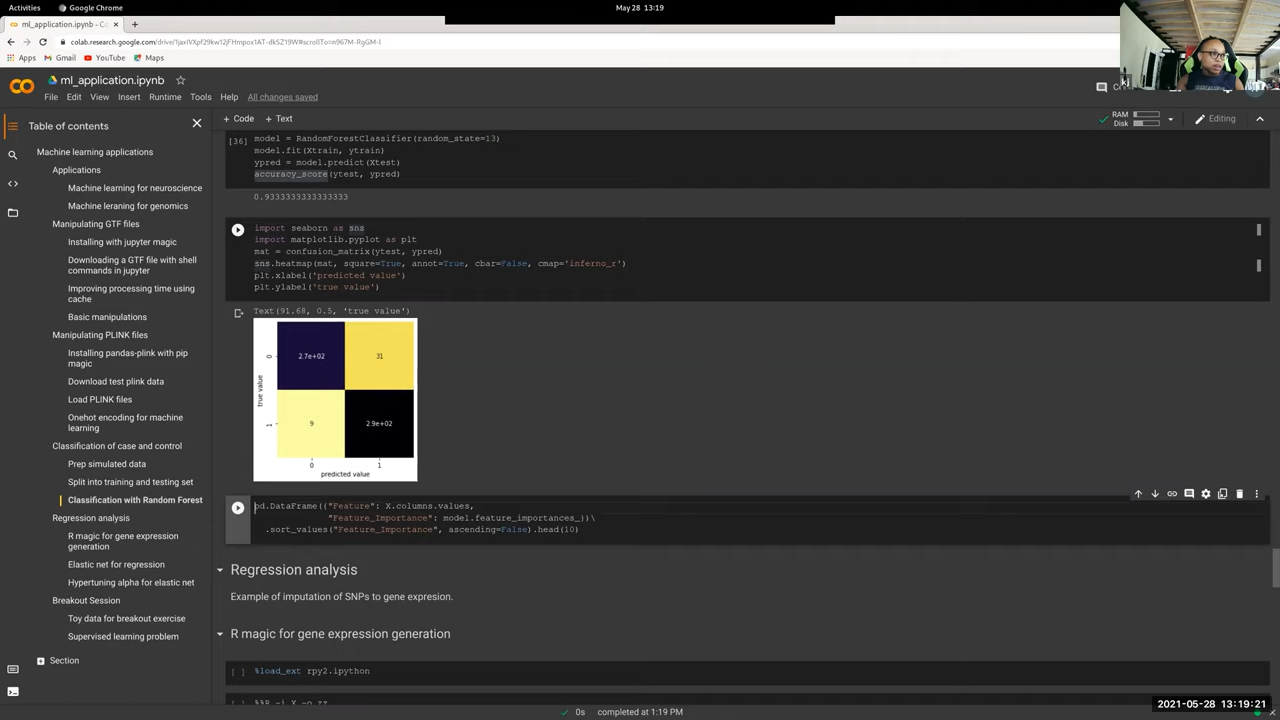 Activities
Google Chrome
May 28 13:19
ml_application.ipynb - Co
Apps
Gmail
YouTube
Maps
ml_application.ipynb
File Edit View Insert Runtime Tools Help All changes saved
+ Code + Text
RAM
Disk
Editing
Table of contents
Machine learning applications
Applications
Machine learning for neuroscience
Machine leraning for genomics
Manipulating GTF files
Installing with jupyter magic
Downloading a GTF file with shell
commands in jupyter
Improving processing time using
cache
Basic manipulations
Manipulating PLINK files
Installing pandas-plink with pip
magic
Download test plink data
Load PLINK files
Onehot encoding for machine
learning
Classification of case and control
Prep simulated data
Split into training and testing set
Classification with Random Forest
Regression analysis
R magic for gene expression
generation
Elastic net for regression
Hypertuning alpha for elastic net
Breakout Session
Toy data for breakout exercise
Supervised learning problem
Section
[36]
model = RandomForestClassifier(random_state=13)
model.fit(Xtrain, ytrain)
ypred = model.predict(Xtest)
accuracy_score(ytest, ypred)
0.9333333333333333
import seaborn as sns
import matplotlib.pyplot as plt
mat = confusion_matrix(ytest, ypred)
sns.heatmap(mat, square=True, annot=True, cbar=False, cmap='inferno_r')
plt.xlabel('predicted value')
plt.ylabel('true value')
Text(91.68, 0.5, 'true value')
0
2.7e+02
31
true value
1
9
2.9e+02
0
1
predicted value
pd.DataFrame({"Feature": X.columns.values,
"Feature_Importance": model.feature_importances_})\
.sort_values("Feature_Importance", ascending=False).head(10)
Regression analysis
Example of imputation of SNPs to gene expresion.
R magic for gene expression generation
[ ] %load_ext rpy2.ipython
%%R -i X -o zz
0s completed at 1:19 PM
2021-05-28 13:19:21